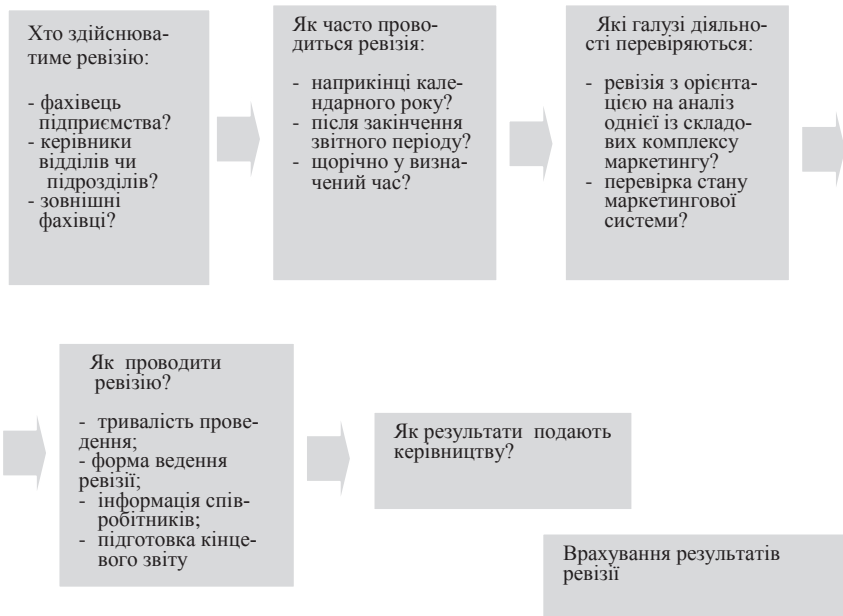 Хто здійснюва-
тиме ревізію:
- фахівець
підприємства?
- керівники
відділів чи
підрозділів?
- зовнішні
фахівці?
Як часто прово-
диться ревізія:
- наприкінці кале-
ндарного року?
- після закінчення
звітного періоду?
- щорічно у визна-
чений час?
Які галузі діяльно-
сті перевіряються:
- ревізія з орієнта-
цією на аналіз
однієї із складо-
вих комплексу
маркетингу?
- перевірка стану
маркетингової
системи?
Як проводити
ревізію?
- тривалість прове-
дення;
- форма ведення
ревізії;
- інформація спів-
робітників;
- підготовка кінце-
вого звіту
Як результати подають
керівництву?
Врахування результатів
ревізії